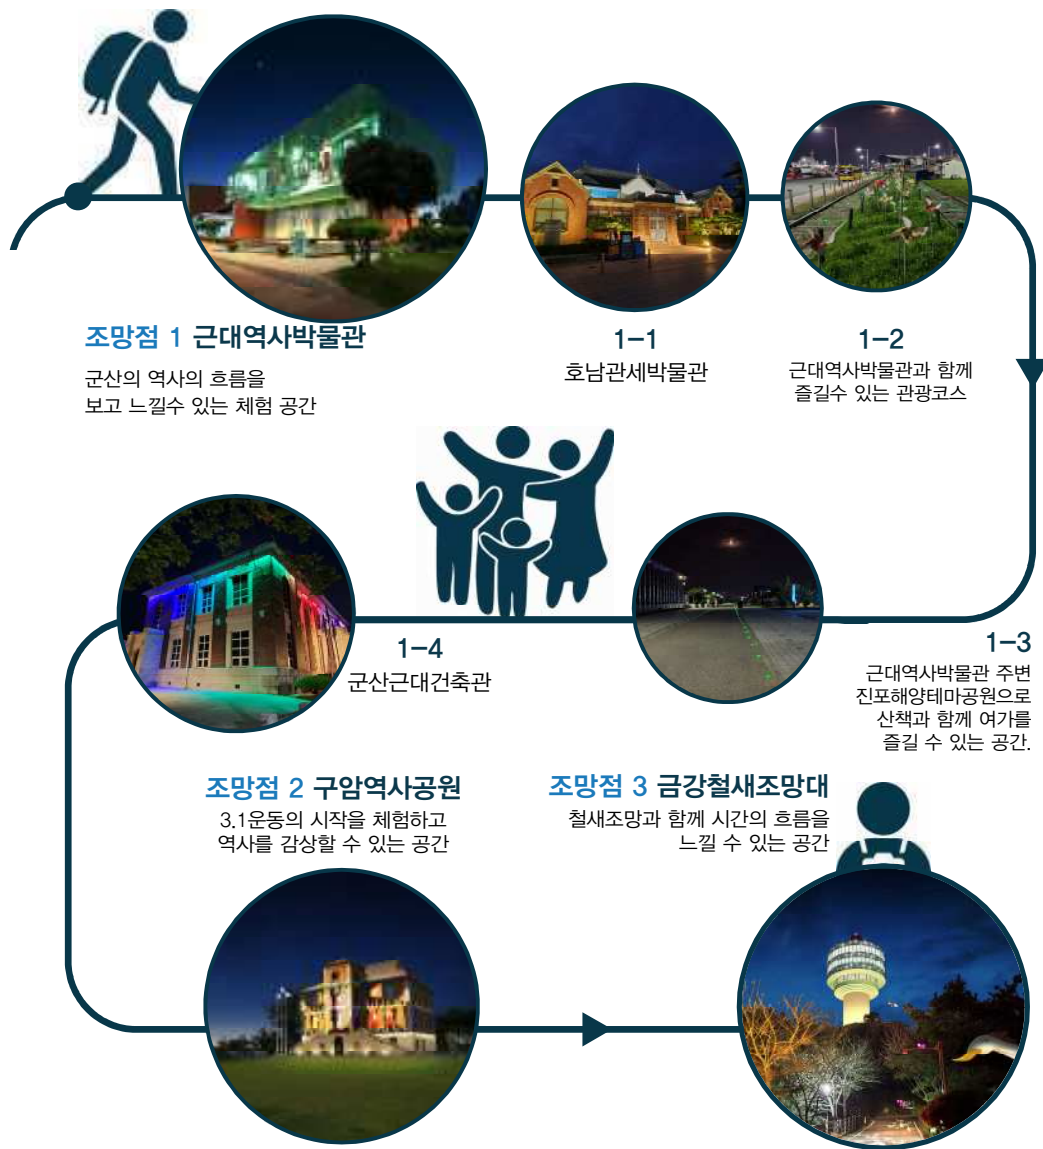 조망점 1 근대역사박물관
군산의 역사의 흐름을
보고 느낄수 있는 체험 공간
1-1
호남관세박물관
1-2
근대역사박물관과 함께
즐길수 있는 관광코스
1-3
근대역사박물관 주변
진포해양테마공원으로
산책과 함께 여가를
즐길 수 있는 공간.
1-4
군산근대건축관
조망점 2 구암역사공원
3.1운동의 시작을 체험하고
역사를 감상할 수 있는 공간
조망점 3 금강철새조망대
철새조망과 함께 시간의 흐름을
느낄 수 있는 공간